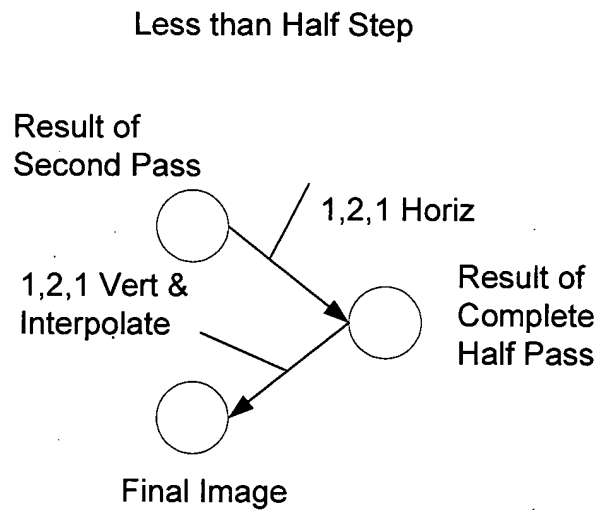 Less than Half Step
Result of
Second Pass
1,2,1 Horiz
1,2,1 Vert &
Interpolate
Result of
Complete
Half Pass
Final Image